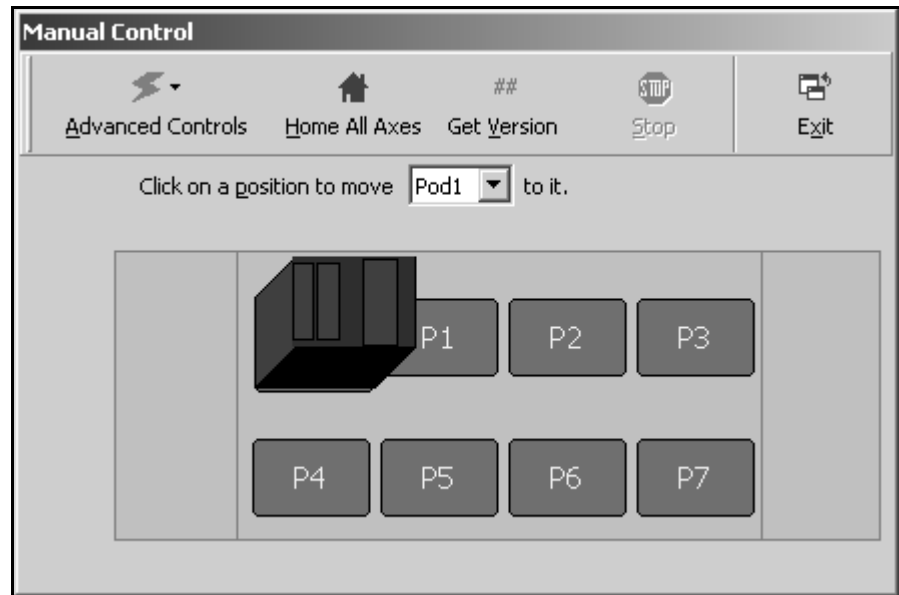 Manual Control
## STOP
Advanced Controls Home All Axes Get Version Stop Exit
Click on a position to move Pod1 to it.
P1 P2 P3
P4 P5 P6 P7